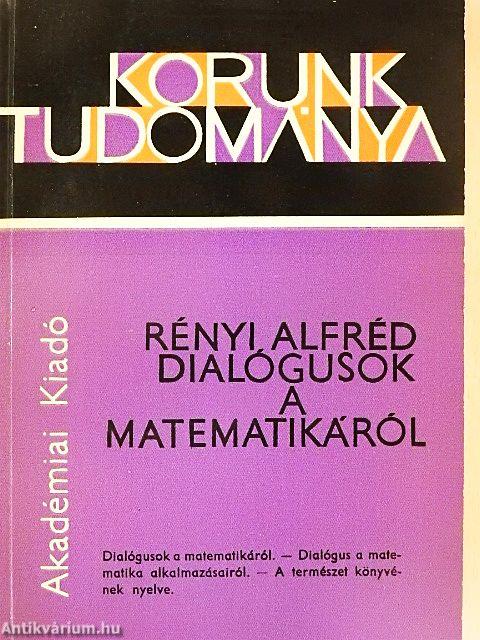 KORUNK
TUDOMÁNYA
Akadémiai Kiadó
RÉNYI ALFRÉD
DIALÓGUSOK
A
MATEMATIKÁRÓL
Dialógusok a matematikáról. — Dialógus a mate-
matika alkalmazásairól. — A természet könyvé-
nek nyelve.
Antikvárium.hu